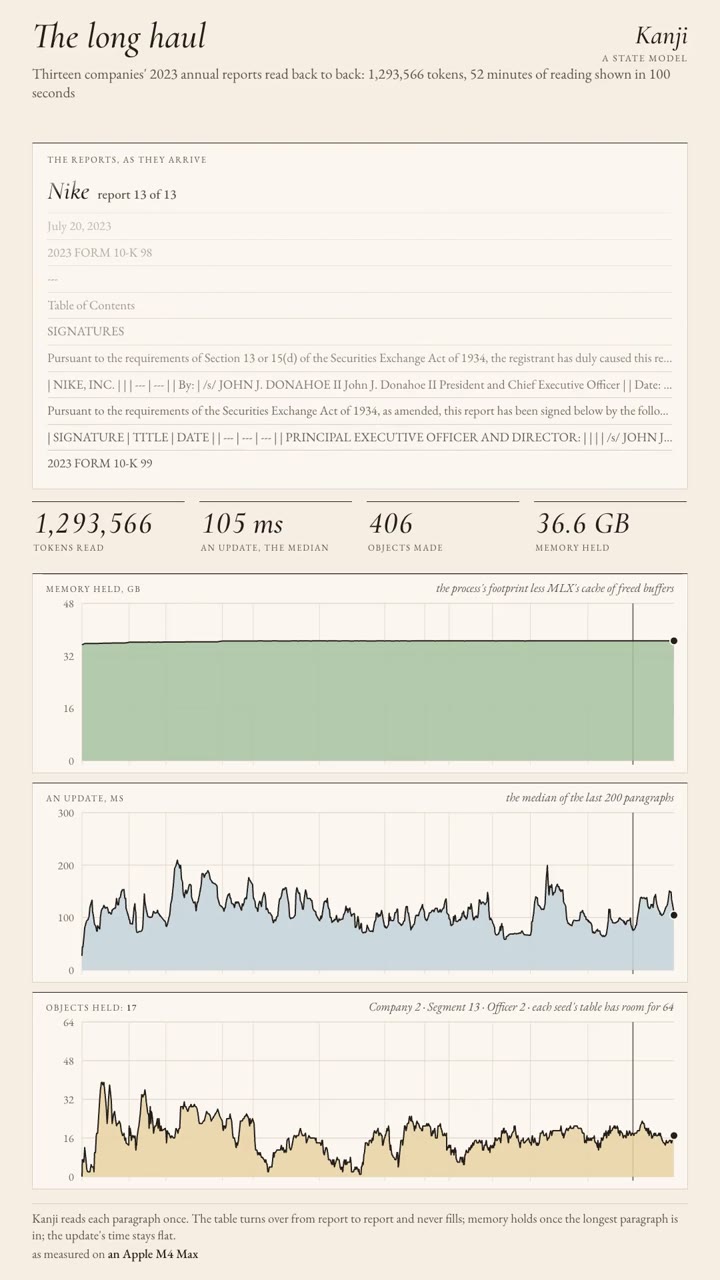 The long haul
Kanji
A STATE MODEL
Thirteen companies' 2023 annual reports read back to back: 1,293,566 tokens, 52 minutes of reading shown in 100
seconds
THE REPORTS, AS THEY ARRIVE
Nike report 13 of 13
July 20, 2023
2023 FORM 10-K 98
---
Table of Contents
SIGNATURES
Pursuant to the requirements of Section 13 or 15(d) of the Securities Exchange Act of 1934, the registrant has duly caused this re...
| NIKE, INC. | | | --- | --- | | By: | /s/ JOHN J. DONAHOE II John J. Donahoe II President and Chief Executive Officer | | Date: ...
Pursuant to the requirements of the Securities Exchange Act of 1934, as amended, this report has been signed below by the follo...
| SIGNATURE | TITLE | DATE | | --- | --- | --- | | PRINCIPAL EXECUTIVE OFFICER AND DIRECTOR: | | | | /s/ JOHN J...
2023 FORM 10-K 99
1,293,566
TOKENS READ
105 ms
AN UPDATE, THE MEDIAN
406
OBJECTS MADE
36.6 GB
MEMORY HELD
MEMORY HELD, GB
the process's footprint less MLX's cache of freed buffers
48
32
16
0
AN UPDATE, MS
the median of the last 200 paragraphs
300
200
100
0
OBJECTS HELD: 17
Company 2 · Segment 13 · Officer 2 · each seed's table has room for 64
64
48
32
16
0
Kanji reads each paragraph once. The table turns over from report to report and never fills; memory holds once the longest paragraph is
in; the update's time stays flat.
as measured on an Apple M4 Max